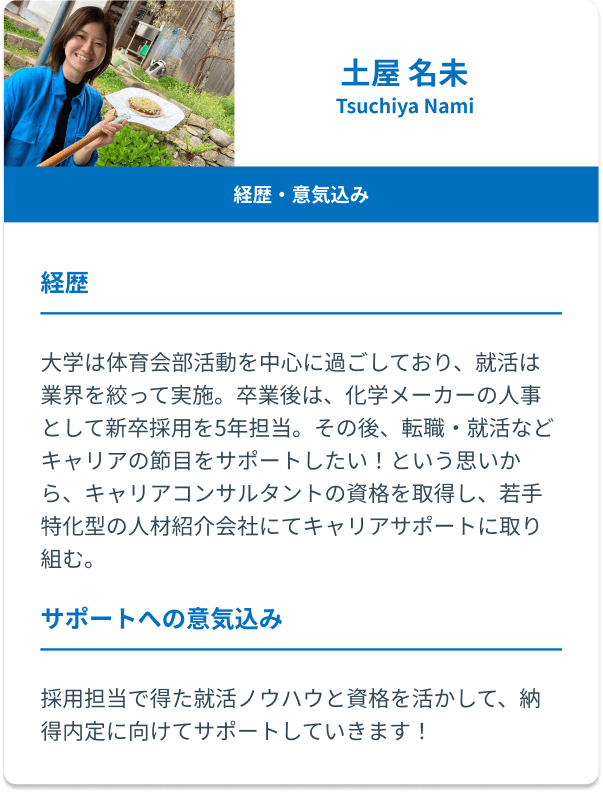 土屋 名未
Tsuchiya Nami
経歴・意気込み
経歴
大学は体育会部活動を中心に過ごしており、就活は
業界を絞って実施。卒業後は、化学メーカーの人事
として新卒採用を5年担当。その後、転職・就活など
キャリアの節目をサポートしたい！という思いか
ら、キャリアコンサルタントの資格を取得し、若手
特化型の人材紹介会社にてキャリアサポートに取り
組む。
サポートへの意気込み
採用担当で得た就活ノウハウと資格を活かして、納
得内定に向けてサポートしていきます！